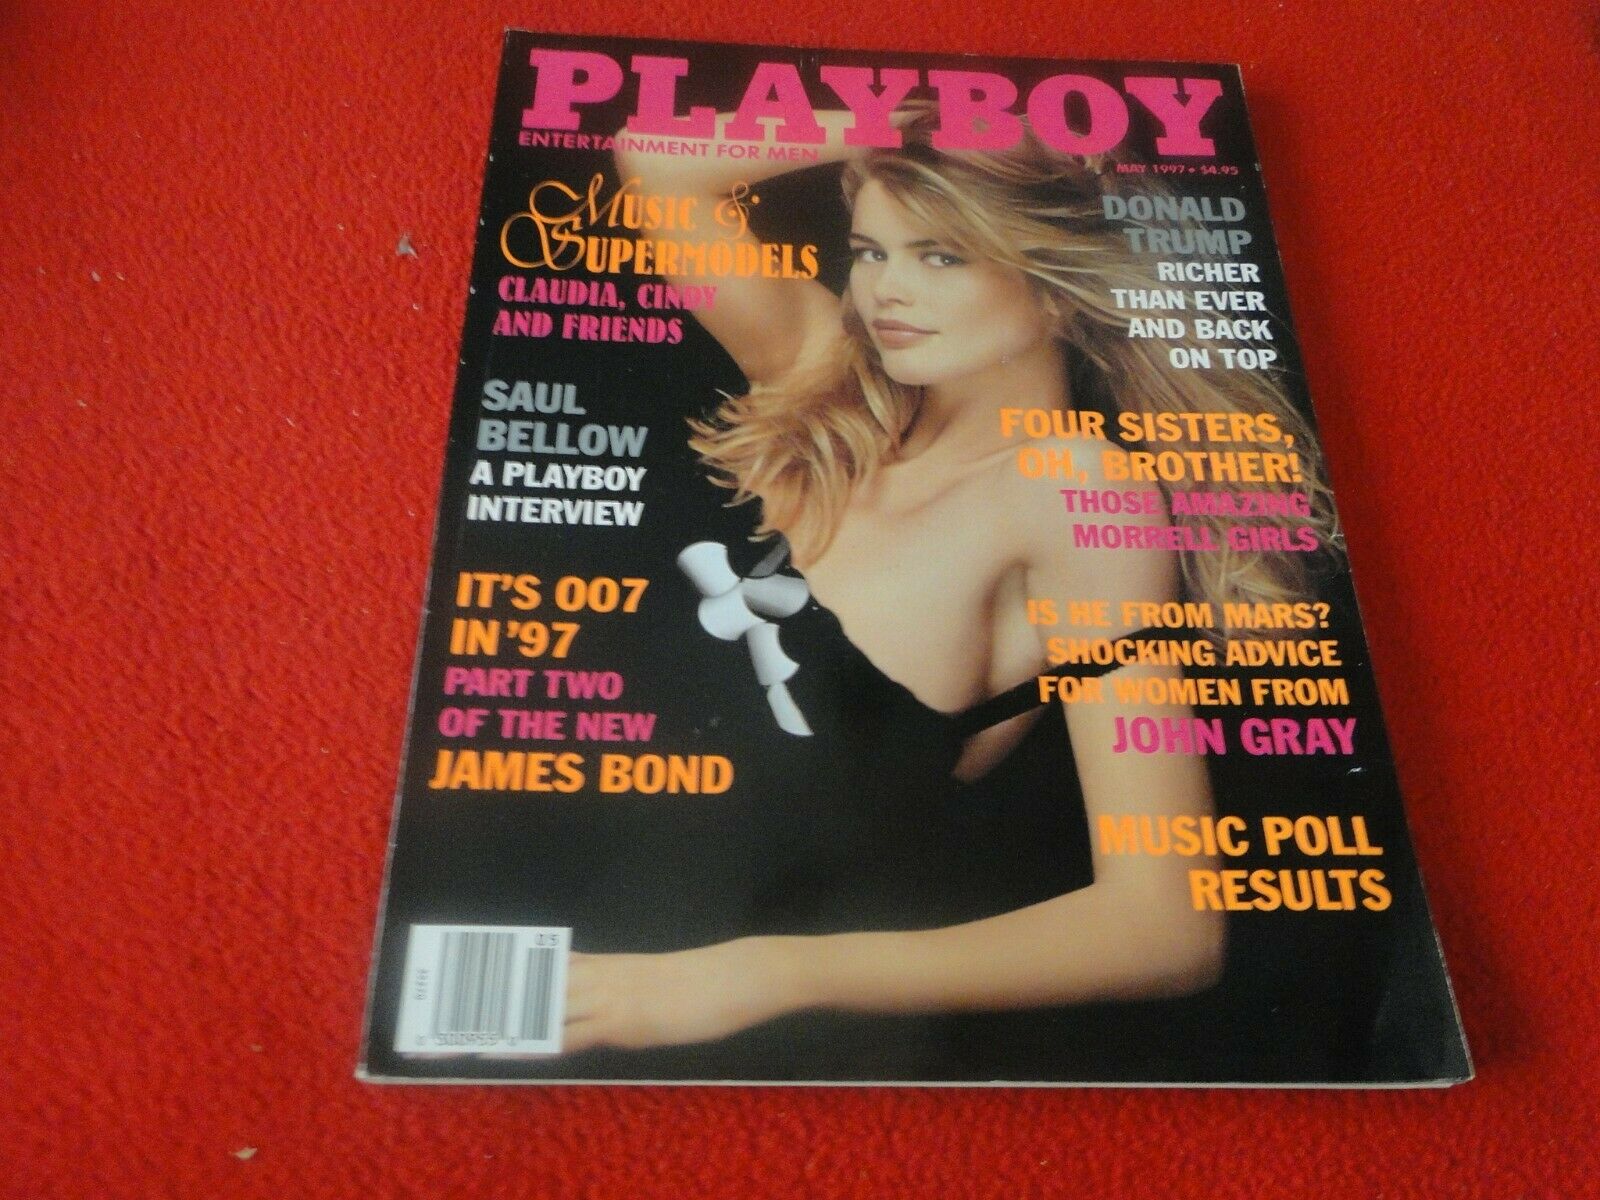 PLAYBOY
ENTERTAINMENT FOR MEN
MAY 1997 • $4.95
MUSIC &
SUPERMODELS
CLAUDIA, CINDY
AND FRIENDS
SAUL
BELLOW
A PLAYBOY
INTERVIEW
IT'S 007
IN '97
PART TWO
OF THE NEW
JAMES BOND
DONALD
TRUMP
RICHER
THAN EVER
AND BACK
ON TOP
FOUR SISTERS,
OH, BROTHER!
THOSE AMAZING
MORRELL GIRLS
IS HE FROM MARS?
SHOCKING ADVICE
FOR WOMEN FROM
JOHN GRAY
MUSIC POLL
RESULTS
05